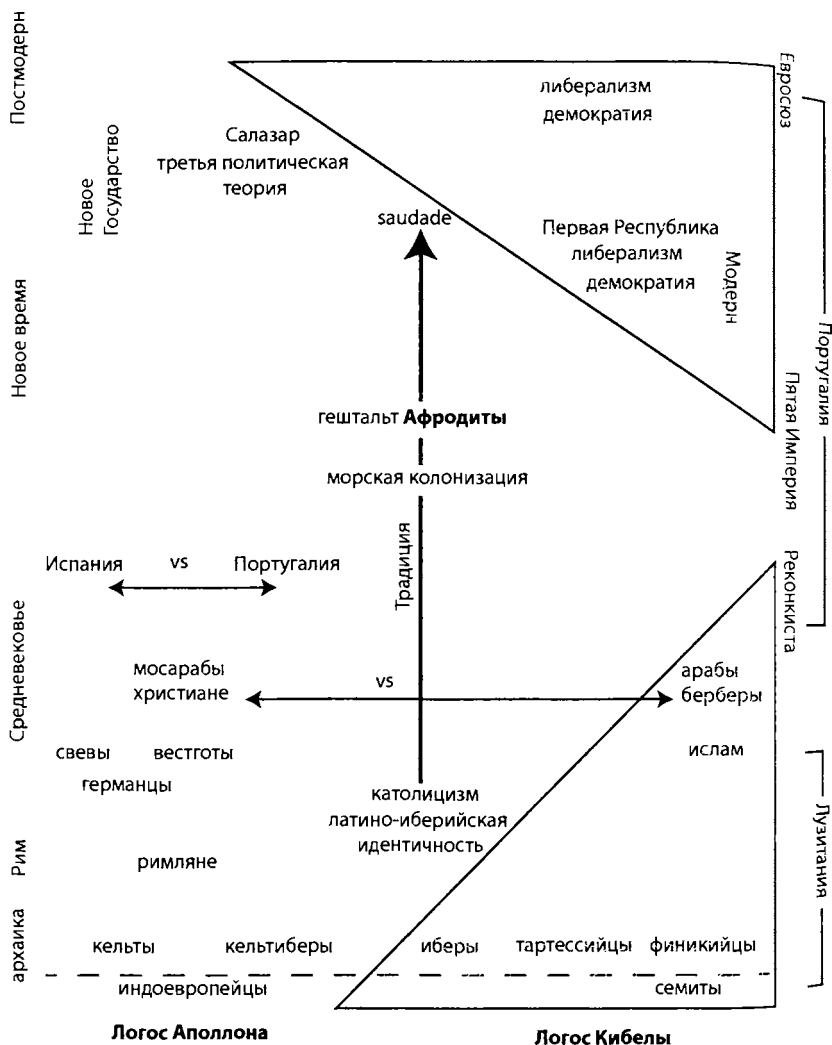 Постмодерн
Евросюз
либерализм
демократия
Салазар
третья политическая
теория
Новое
Государство
saudade
Первая Республика
либерализм
демократия
Модерн
Португалия
Новое время
Пятая Империя
гештальт Афродиты
морская колонизация
Традиция
Испания vs Португалия
Реконкиста
Средневековье
мосарабы
христиане
vs
арабы
берберы
свевы вестготы
германцы
ислам
католицизм
латино-иберийская
идентичность
Лузитания
Рим
римляне
архаика
кельты кельтиберы иберы тартессийцы финикийцы
индоевропейцы семиты
Логос Аполлона Логос Кибелы